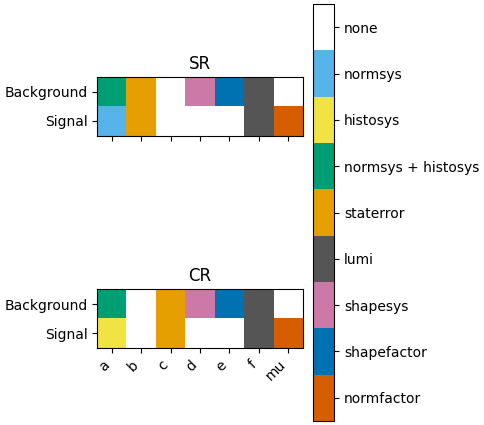 SR
Background
Signal
CR
Background
Signal
a b c d e f mu
none
normsys
histosys
normsys + histosys
staterror
lumi
shapesys
shapefactor
normfactor